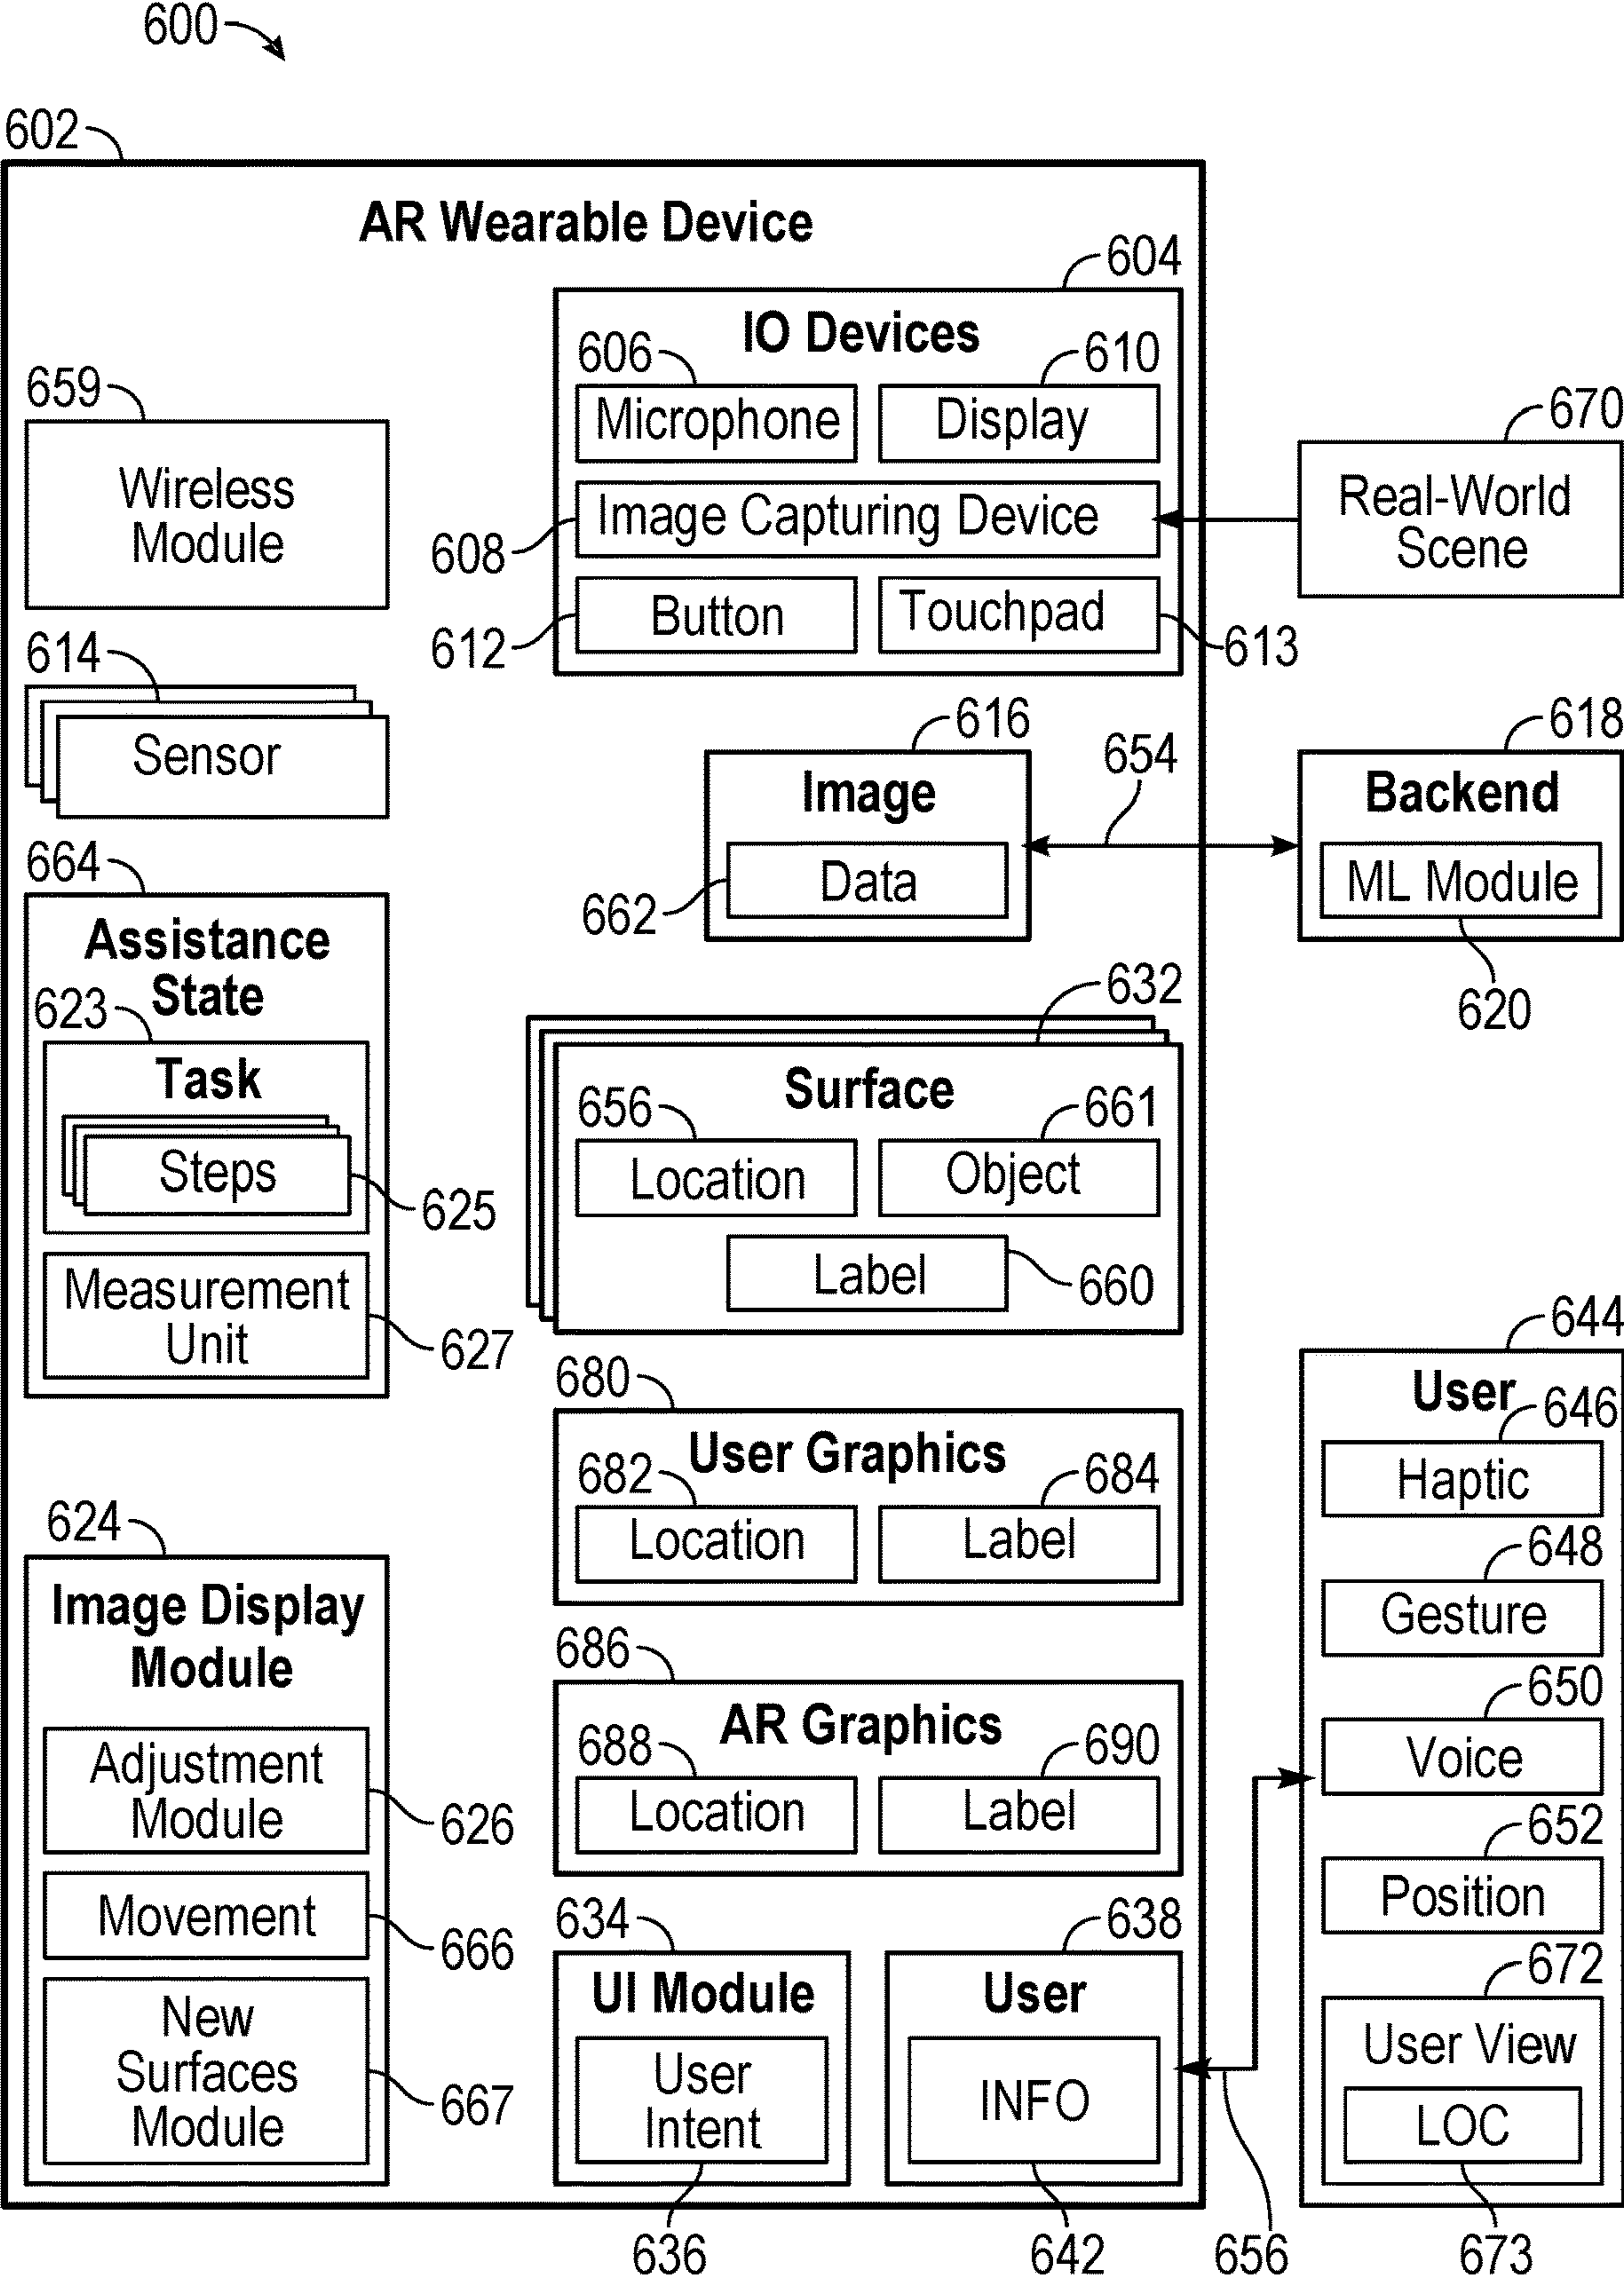 600
602
AR Wearable Device
604
IO Devices
606
610
Microphone
Display
659
Wireless
Module
670
Real-World
Scene
Image Capturing Device
608
Button
Touchpad
612
613
614
Sensor
616
Image
Data
662
654
618
Backend
ML Module
620
664
Assistance
State
623
Task
Steps
625
Measurement
Unit
627
632
Surface
656
661
Location
Object
Label
660
680
User Graphics
682
684
Location
Label
644
User
646
Haptic
648
Gesture
650
Voice
652
Position
672
User View
LOC
673
624
Image Display
Module
Adjustment
Module
626
Movement
666
New
Surfaces
Module
667
686
AR Graphics
688
690
Location
Label
634
UI Module
User
Intent
636
638
User
INFO
642
656